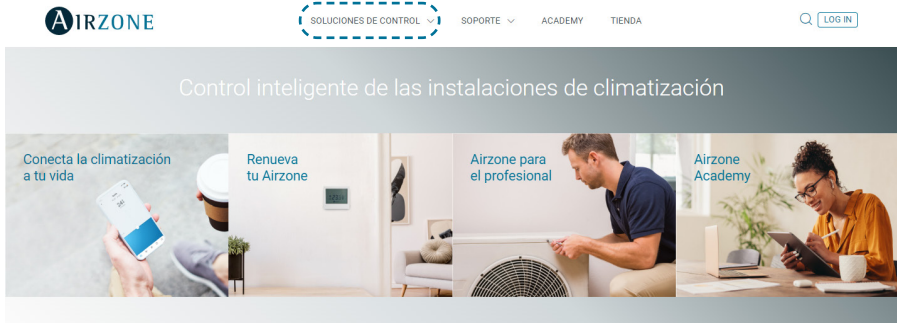 AIRZONE
SOLUCIONES DE CONTROL
SOPORTE
ACADEMY
TIENDA
LOG IN
Control inteligente de las instalaciones de climatización
Conecta la climatización
a tu vida
Renueva
tu Airzone
Airzone para
el profesional
Airzone
Academy